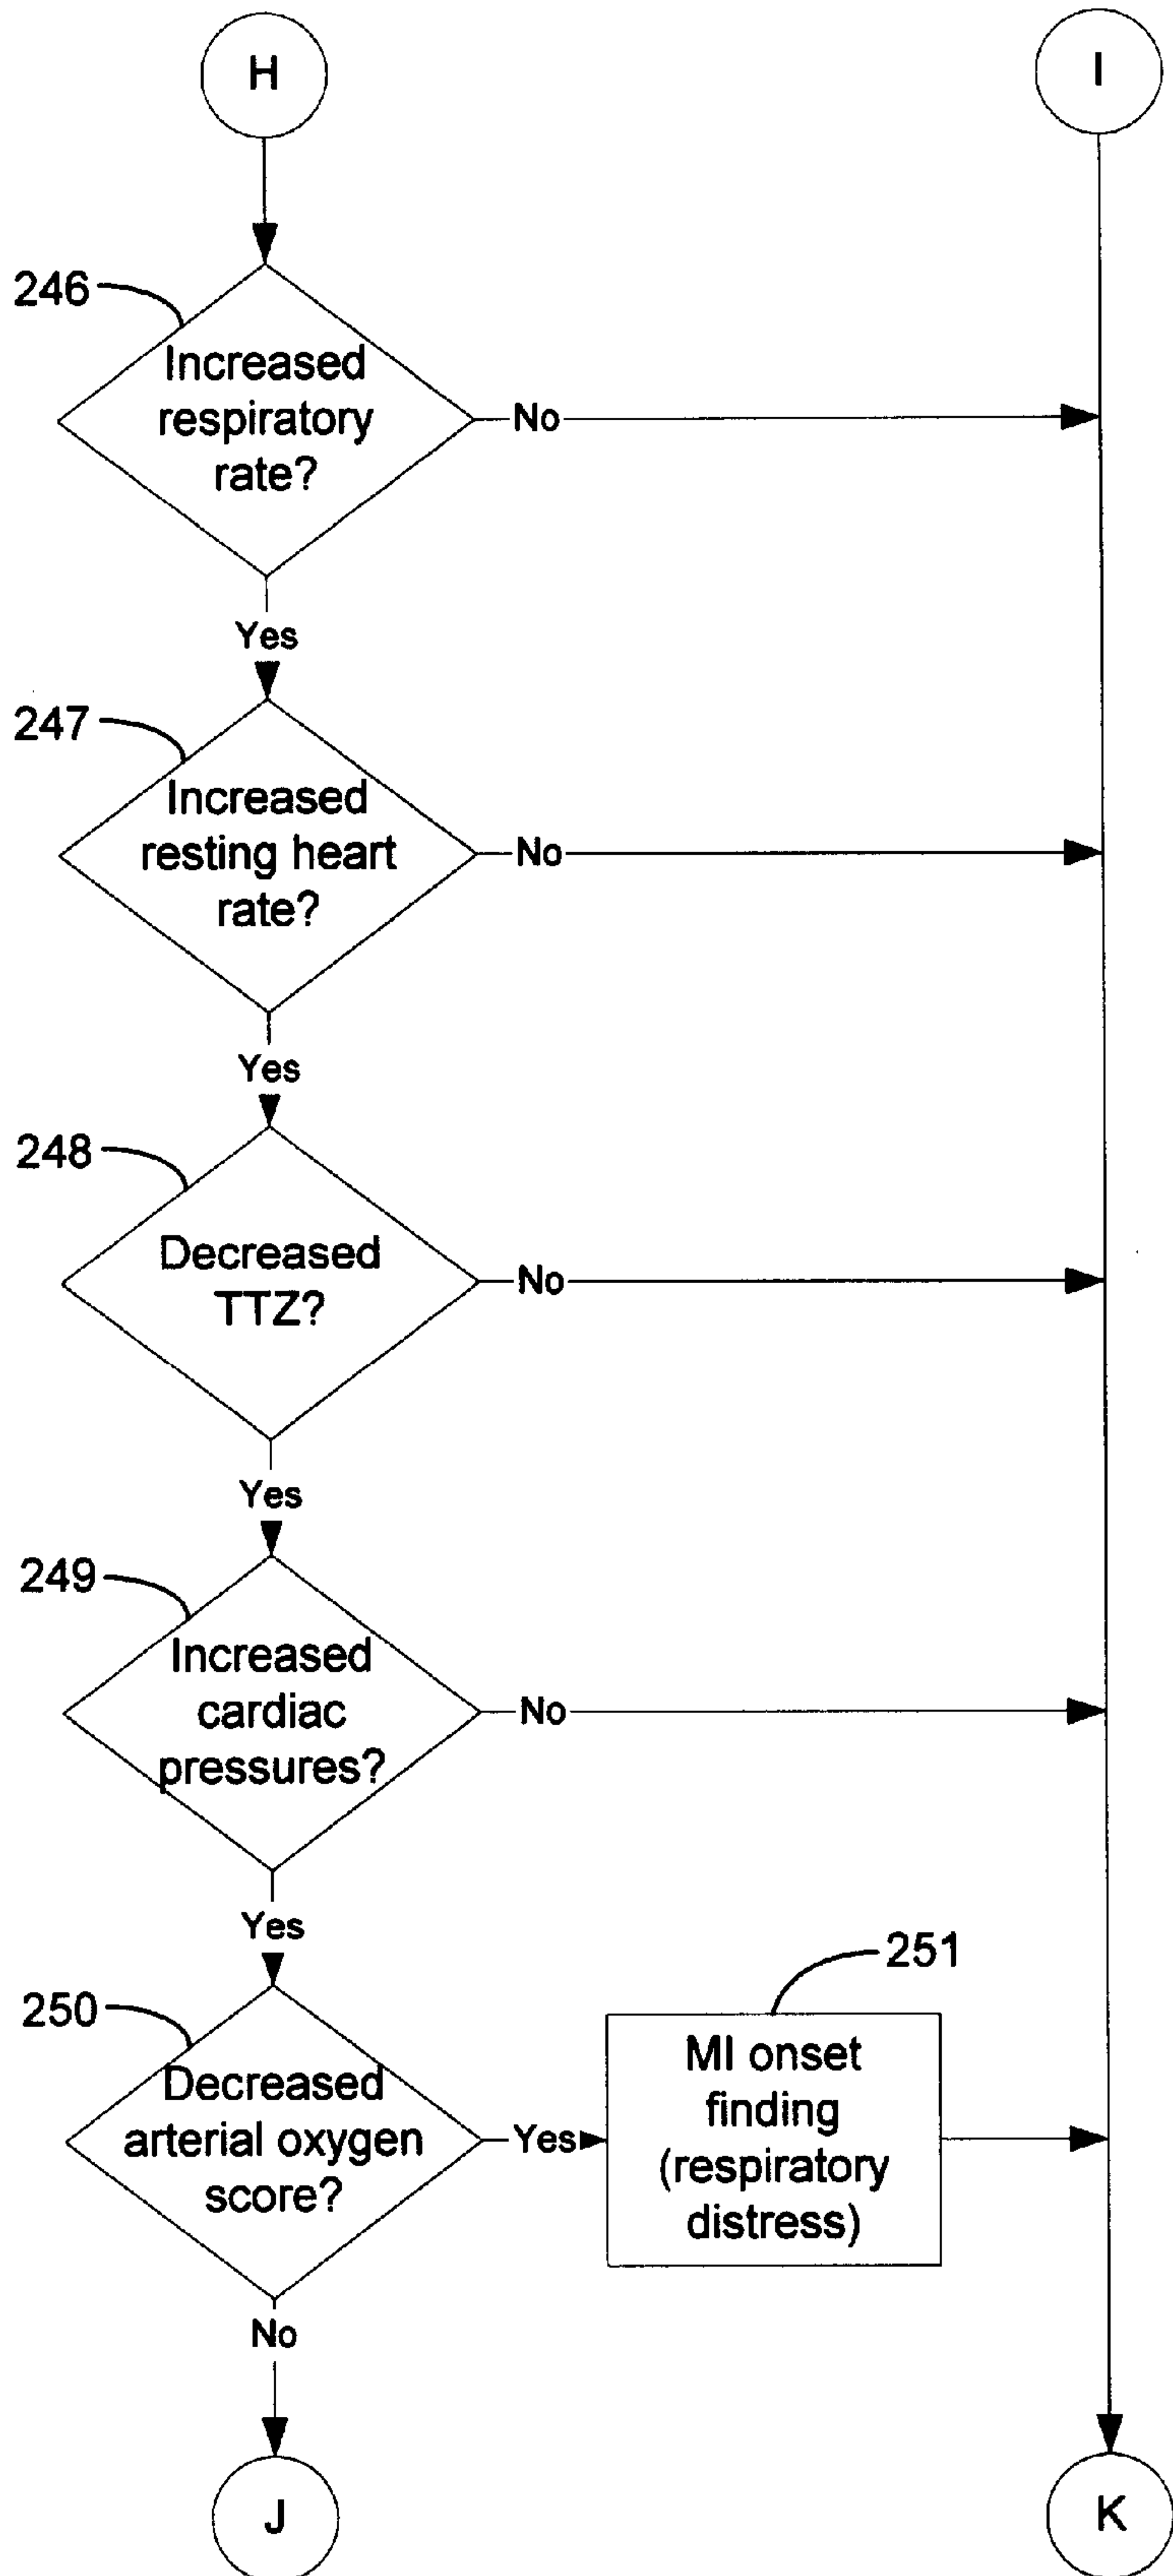 H
I
246
Increased
respiratory
rate?
No
Yes
247
Increased
resting heart
rate?
No
Yes
248
Decreased
TTZ?
No
Yes
249
Increased
cardiac
pressures?
No
Yes
250
Decreased
arterial oxygen
score?
Yes
251
MI onset
finding
(respiratory
distress)
No
J
K